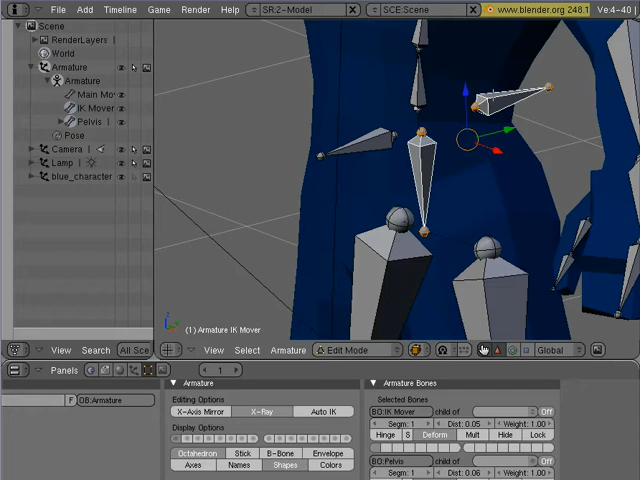 File Add Timeline Game Render Help SR:2-Model SCE:Scene www.blender.org 248.1 Ve:4-40
Scene
RenderLayers
World
Armature
Armature
Main Mo
IK Mover
Pelvis
Pose
Camera
Lamp
blue_character
(1) Armature IK Mover
View Search All Sce View Select Armature Edit Mode Global
Panels 1
F OB:Armature
Armature
Editing Options
X-Axis Mirror X-Ray Auto IK
Display Options
Octahedron Stick B-Bone Envelope
Axes Names Shapes Colors
Armature Bones
Selected Bones
BO:IK Mover child of Off
Segm: 1 Dist: 0.05 Weight: 1.00
Hinge S Deform Mult Hide Lock
BO:Pelvis child of Off
Segm: 1 Dist: 0.06 Weight: 1.00